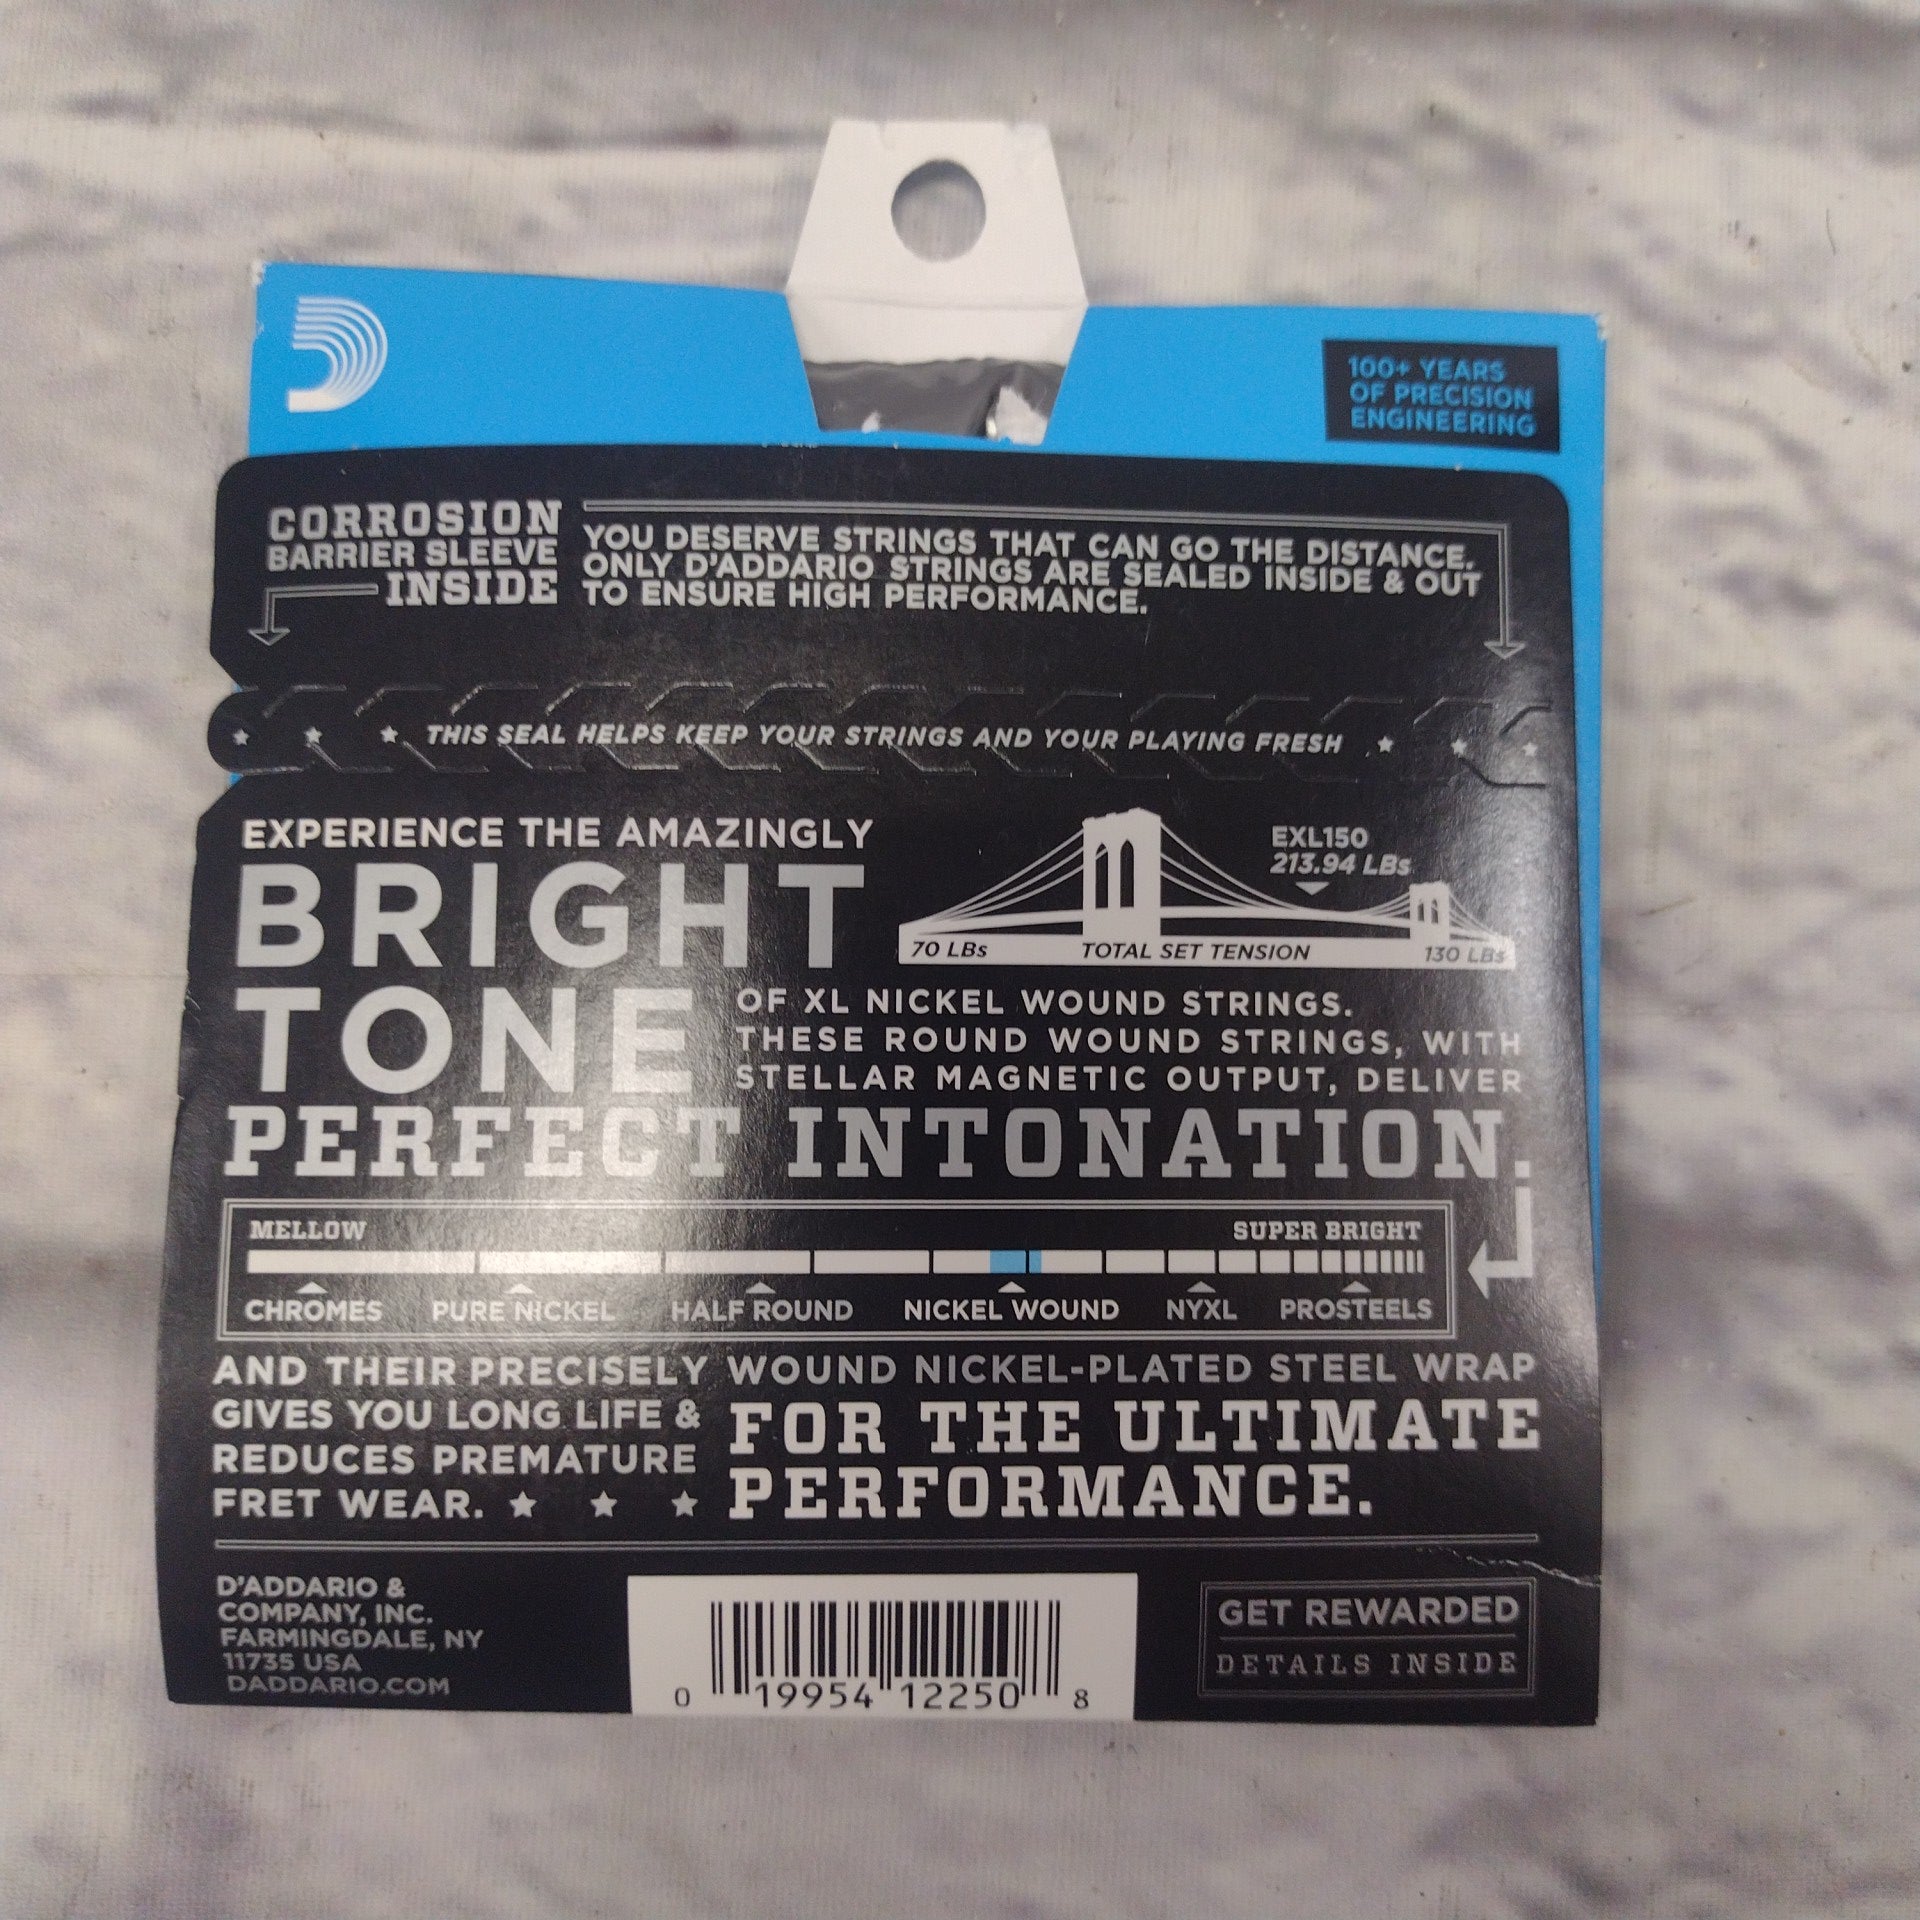 100+ YEARS
OF PRECISION
ENGINEERING
CORROSION
BARRIER SLEEVE
INSIDE
YOU DESERVE STRINGS THAT CAN GO THE DISTANCE.
ONLY D'ADDARIO STRINGS ARE SEALED INSIDE & OUT
TO ENSURE HIGH PERFORMANCE.
THIS SEAL HELPS KEEP YOUR STRINGS AND YOUR PLAYING FRESH
EXPERIENCE THE AMAZINGLY
BRIGHT
TONE
EXL150
213.94 LBs
70 LBs TOTAL SET TENSION 130 LBs
OF XL NICKEL WOUND STRINGS.
THESE ROUND WOUND STRINGS, WITH
STELLAR MAGNETIC OUTPUT, DELIVER
PERFECT INTONATION.
MELLOW SUPER BRIGHT
CHROMES PURE NICKEL HALF ROUND NICKEL WOUND NYXL PROSTEELS
AND THEIR PRECISELY WOUND NICKEL-PLATED STEEL WRAP
GIVES YOU LONG LIFE &
REDUCES PREMATURE
FRET WEAR.
FOR THE ULTIMATE
PERFORMANCE.
D'ADDARIO &
COMPANY, INC.
FARMINGDALE, NY
11735 USA
DADDARIO.COM
0 19954 12250 8
GET REWARDED
DETAILS INSIDE